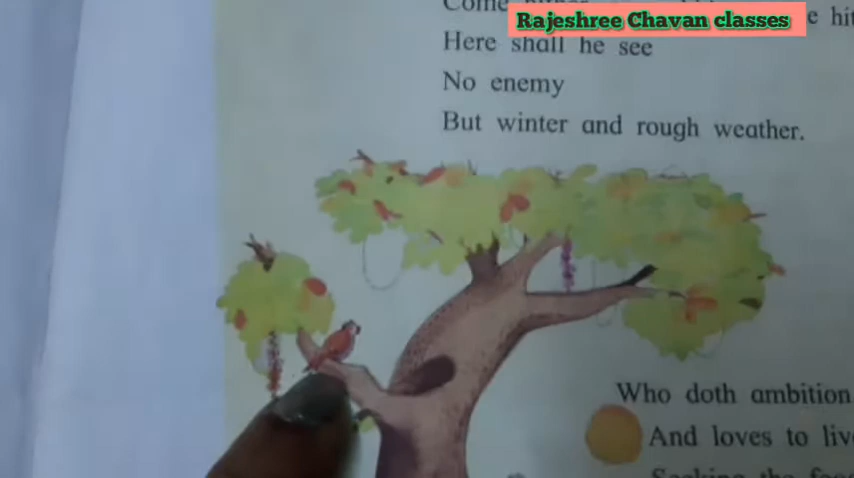 Come
Rajeshree Chavan classes
Here shall he see
No enemy
But winter and rough weather.
Who doth ambition
And loves to liv